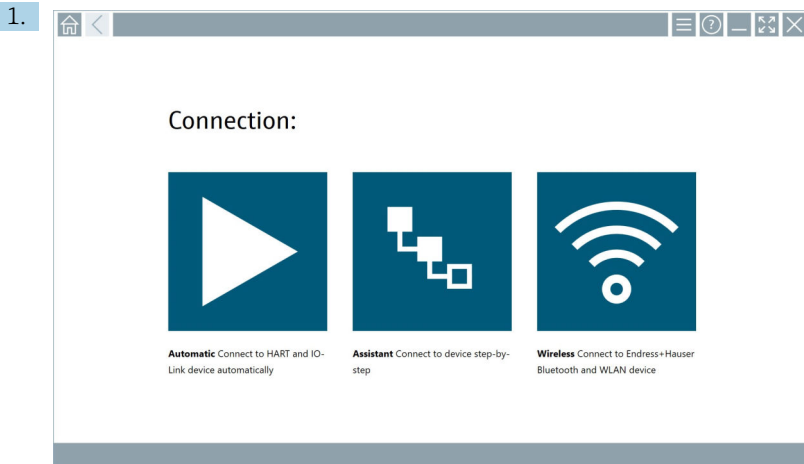 1.
Connection:
Automatic Connect to HART and IO-
Link device automatically
Assistant Connect to device step-by-
step
Wireless Connect to Endress+Hauser
Bluetooth and WLAN device